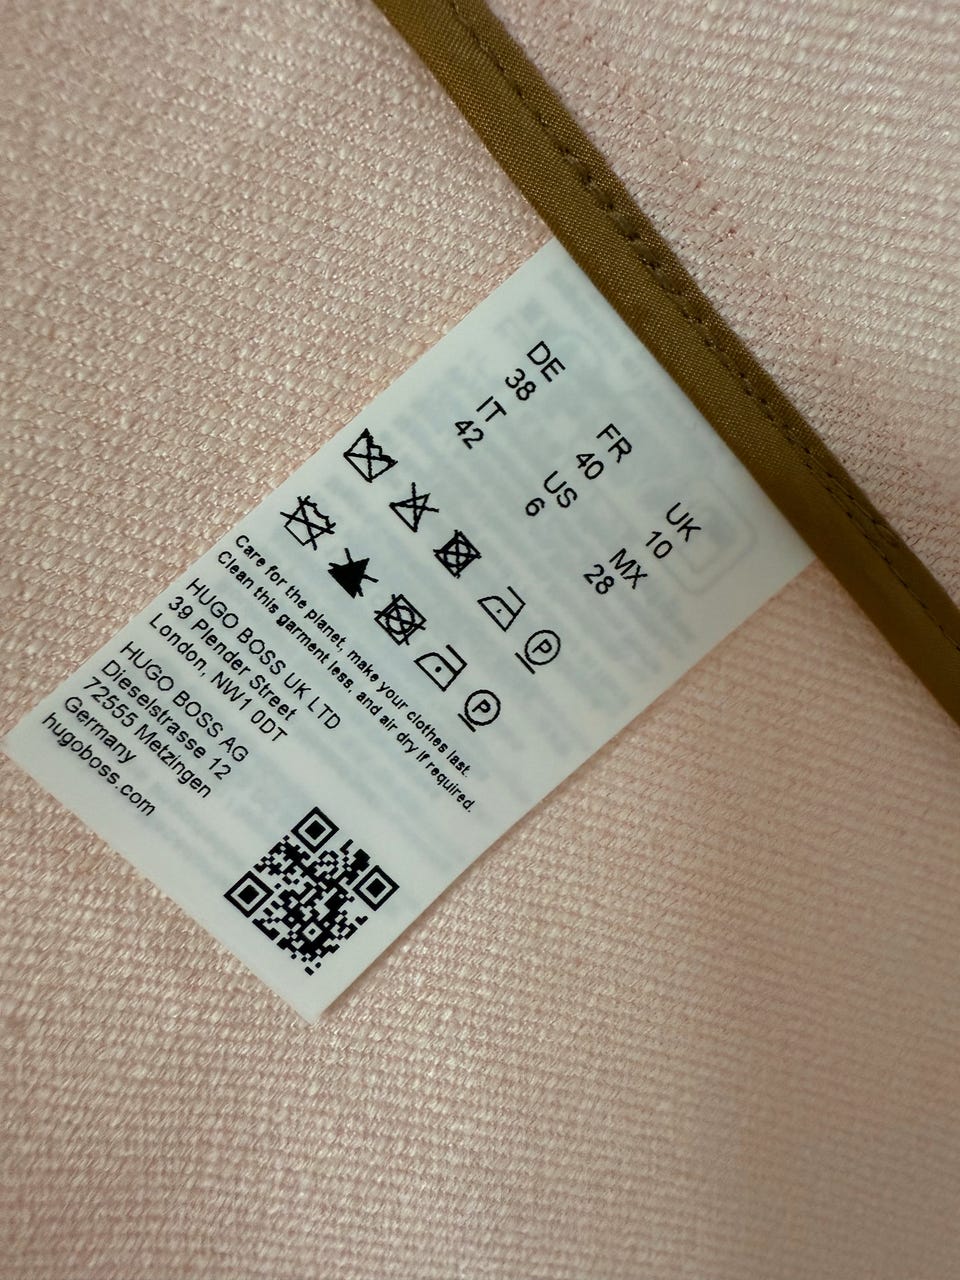 DE FR UK
38 40 10
IT US MX
42 6 28
P
P
Care for the planet, make your clothes last.
Clean this garment less, and air dry if required.
HUGO BOSS UK LTD
39 Plender Street
London, NW1 0DT
HUGO BOSS AG
Dieselstrasse 12
72555 Metzingen
Germany
hugoboss.com